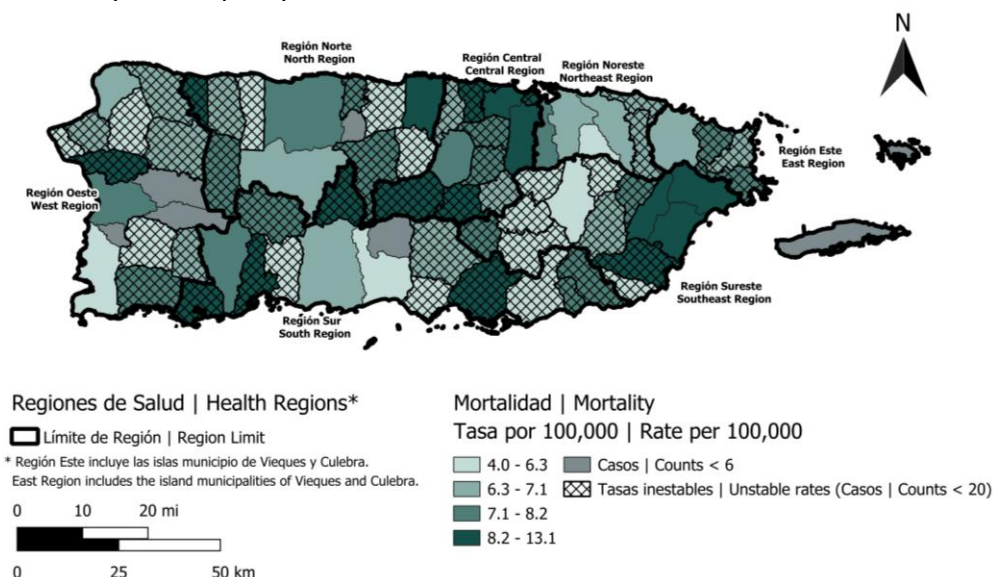 N
Región Norte
North Region
Región Central
Central Region
Región Noreste
Northeast Region
Región Este
East Region
Región Oeste
West Region
Región Sureste
Southeast Region
Región Sur
South Region
Regiones de Salud | Health Regions*
Límite de Región | Region Limit
* Región Este incluye las islas municipio de Vieques y Culebra.
East Region includes the island municipalities of Vieques and Culebra.
0 10 20 mi
0 25 50 km
Mortalidad | Mortality
Tasa por 100,000 | Rate per 100,000
4.0 - 6.3
6.3 - 7.1
7.1 - 8.2
8.2 - 13.1
Casos | Counts < 6
Tasas inestables | Unstable rates (Casos | Counts < 20)